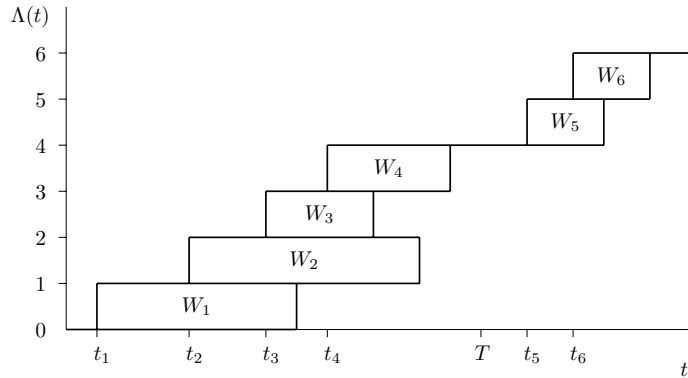 Λ(t)
6
W₆
5
W₅
4
W₄
3
W₃
2
W₂
1
W₁
0
t₁ t₂ t₃ t₄ T t₅ t₆
t